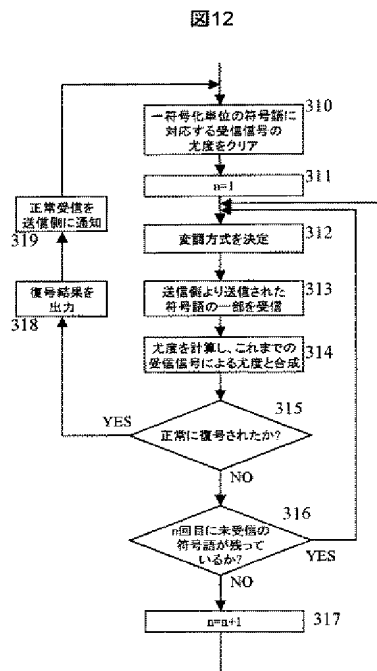 図12
310
一符号化単位の符号語に
対応する受信信号の
尤度をクリア
311
n=1
正常受信を
送信側に通知
319
変調方式を決定
312
送信側より送信された
符号語の一部を受信
313
復号結果を
出力
318
尤度を計算し、これまでの
受信信号による尤度と合成
314
315
YES
正常に復号されたか?
NO
316
n回目に未受信の
符号語が残って
いるか?
YES
NO
n=n+1
317